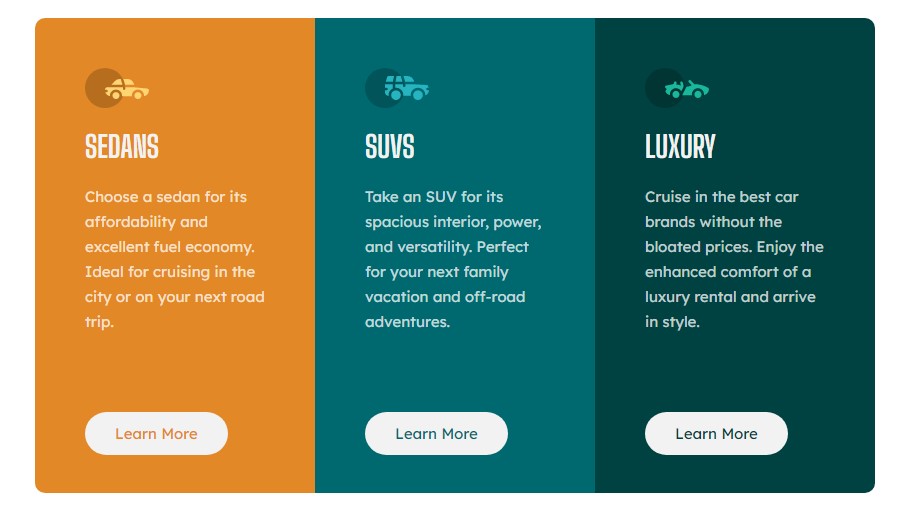 SEDANS
Choose a sedan for its
affordability and
excellent fuel economy.
Ideal for cruising in the
city or on your next road
trip.
Learn More
SUVS
Take an SUV for its
spacious interior, power,
and versatility. Perfect
for your next family
vacation and off-road
adventures.
Learn More
LUXURY
Cruise in the best car
brands without the
bloated prices. Enjoy the
enhanced comfort of a
luxury rental and arrive
in style.
Learn More